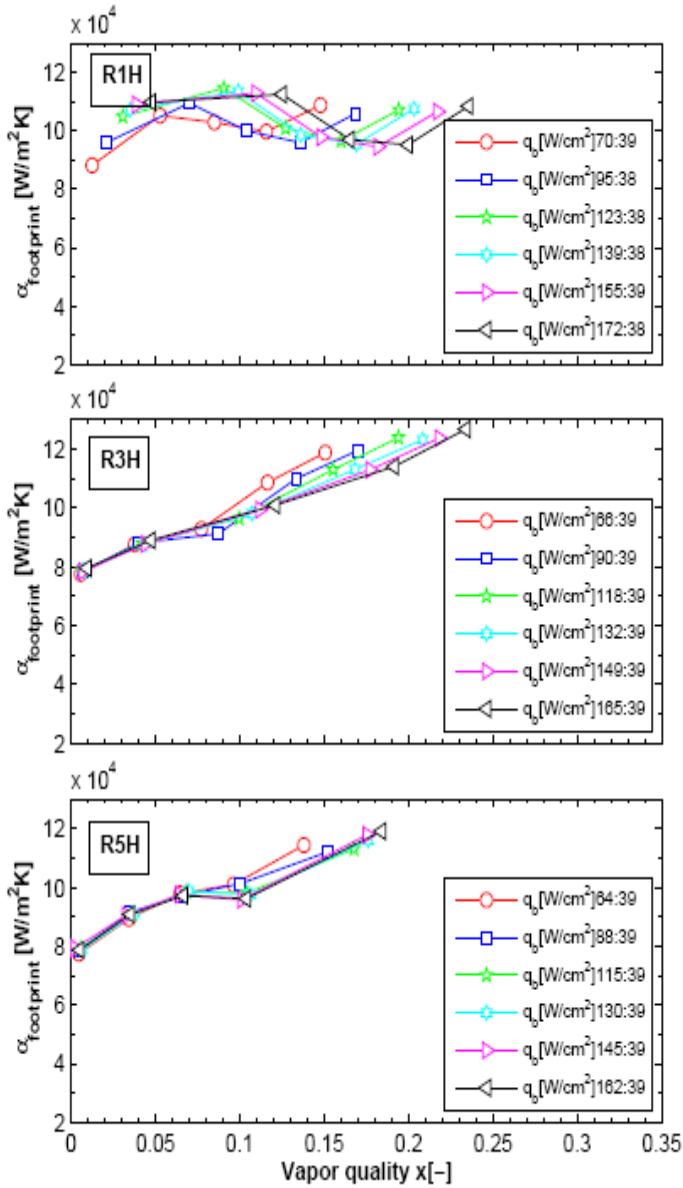 x 10⁴
R1H
12
10
8
6
4
2
α_footprint [W/m²K]
q_b[W/cm²]70:39
q_b[W/cm²]95:38
q_b[W/cm²]123:38
q_b[W/cm²]139:38
q_b[W/cm²]155:39
q_b[W/cm²]172:38
x 10⁴
R3H
12
10
8
6
4
2
α_footprint [W/m²K]
q_b[W/cm²]66:39
q_b[W/cm²]90:39
q_b[W/cm²]118:39
q_b[W/cm²]132:39
q_b[W/cm²]149:39
q_b[W/cm²]165:39
x 10⁴
R5H
12
10
8
6
4
2
α_footprint [W/m²K]
q_b[W/cm²]64:39
q_b[W/cm²]88:39
q_b[W/cm²]115:39
q_b[W/cm²]130:39
q_b[W/cm²]145:39
q_b[W/cm²]162:39
0 0.05 0.1 0.15 0.2 0.25 0.3 0.35
Vapor quality x[−]